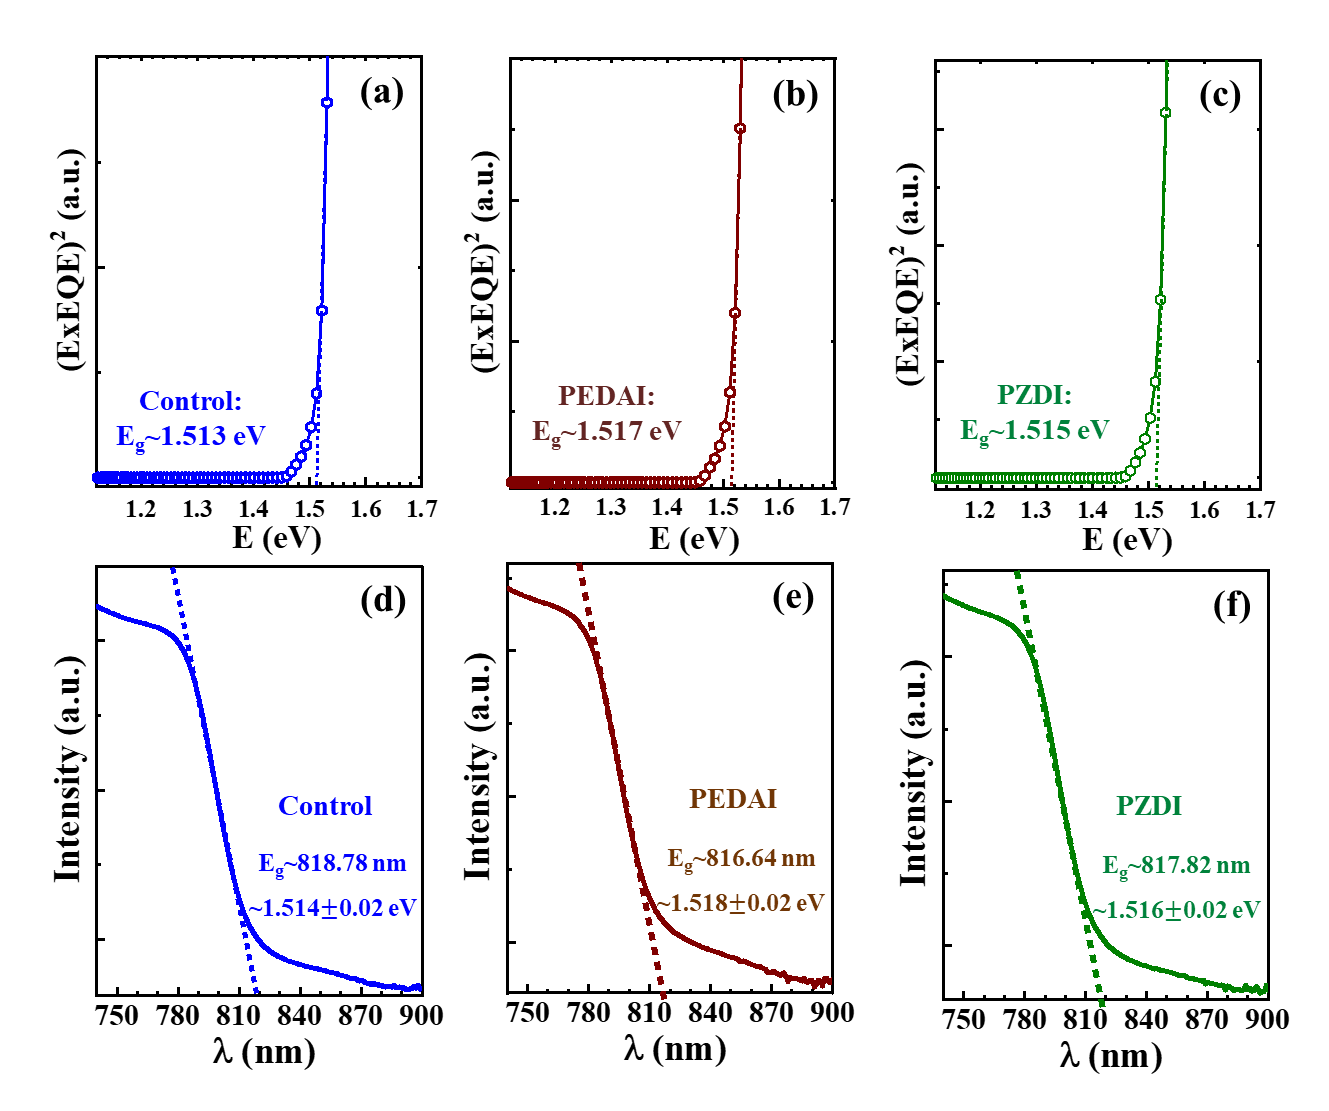 (a)
(ExEQE)² (a.u.)
Control:
Eg~1.513 eV
1.2 1.3 1.4 1.5 1.6 1.7
E (eV)
(b)
(ExEQE)² (a.u.)
PEDAI:
Eg~1.517 eV
1.2 1.3 1.4 1.5 1.6 1.7
E (eV)
(c)
(ExEQE)² (a.u.)
PZDI:
Eg~1.515 eV
1.2 1.3 1.4 1.5 1.6 1.7
E (eV)
(d)
Intensity (a.u.)
Control
Eg~818.78 nm
~1.514±0.02 eV
750 780 810 840 870 900
λ (nm)
(e)
Intensity (a.u.)
PEDAI
Eg~816.64 nm
~1.518±0.02 eV
750 780 810 840 870 900
λ (nm)
(f)
Intensity (a.u.)
PZDI
Eg~817.82 nm
~1.516±0.02 eV
750 780 810 840 870 900
λ (nm)